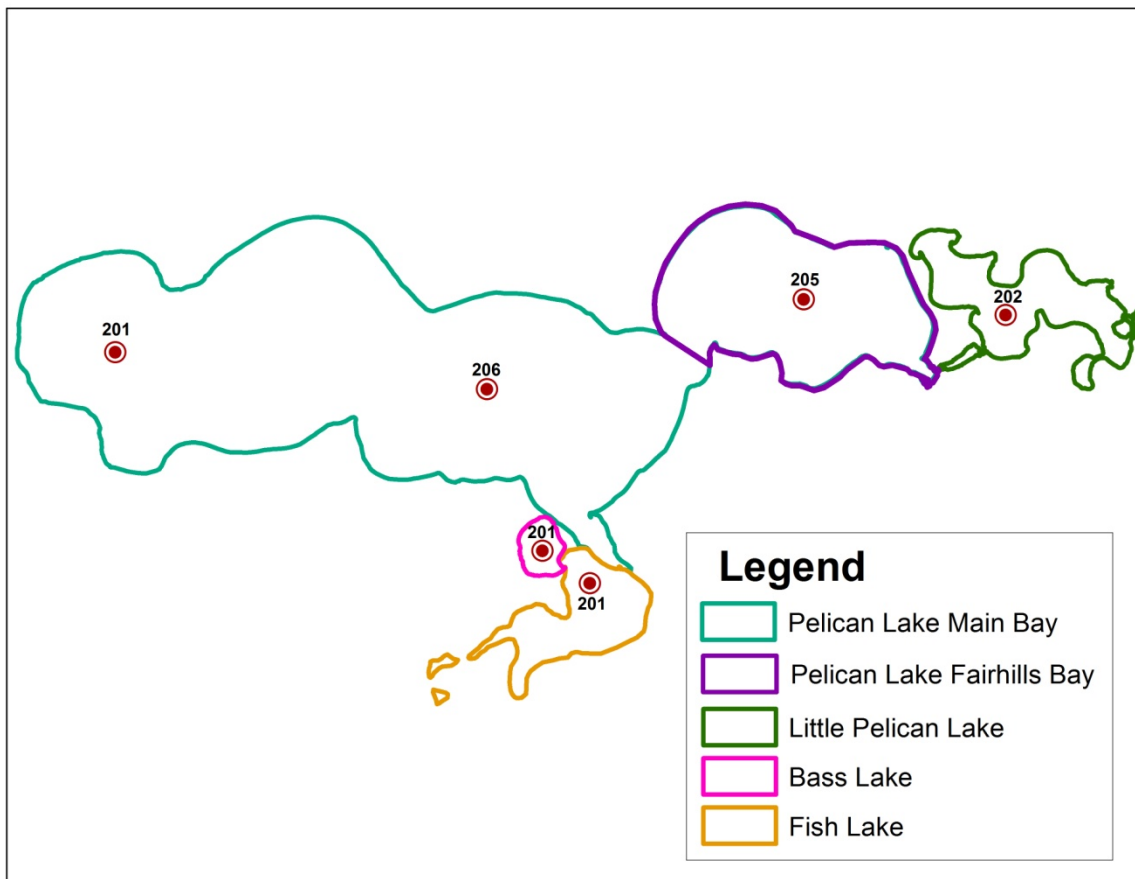 205
202
201
206
201
201
Legend
Pelican Lake Main Bay
Pelican Lake Fairhills Bay
Little Pelican Lake
Bass Lake
Fish Lake